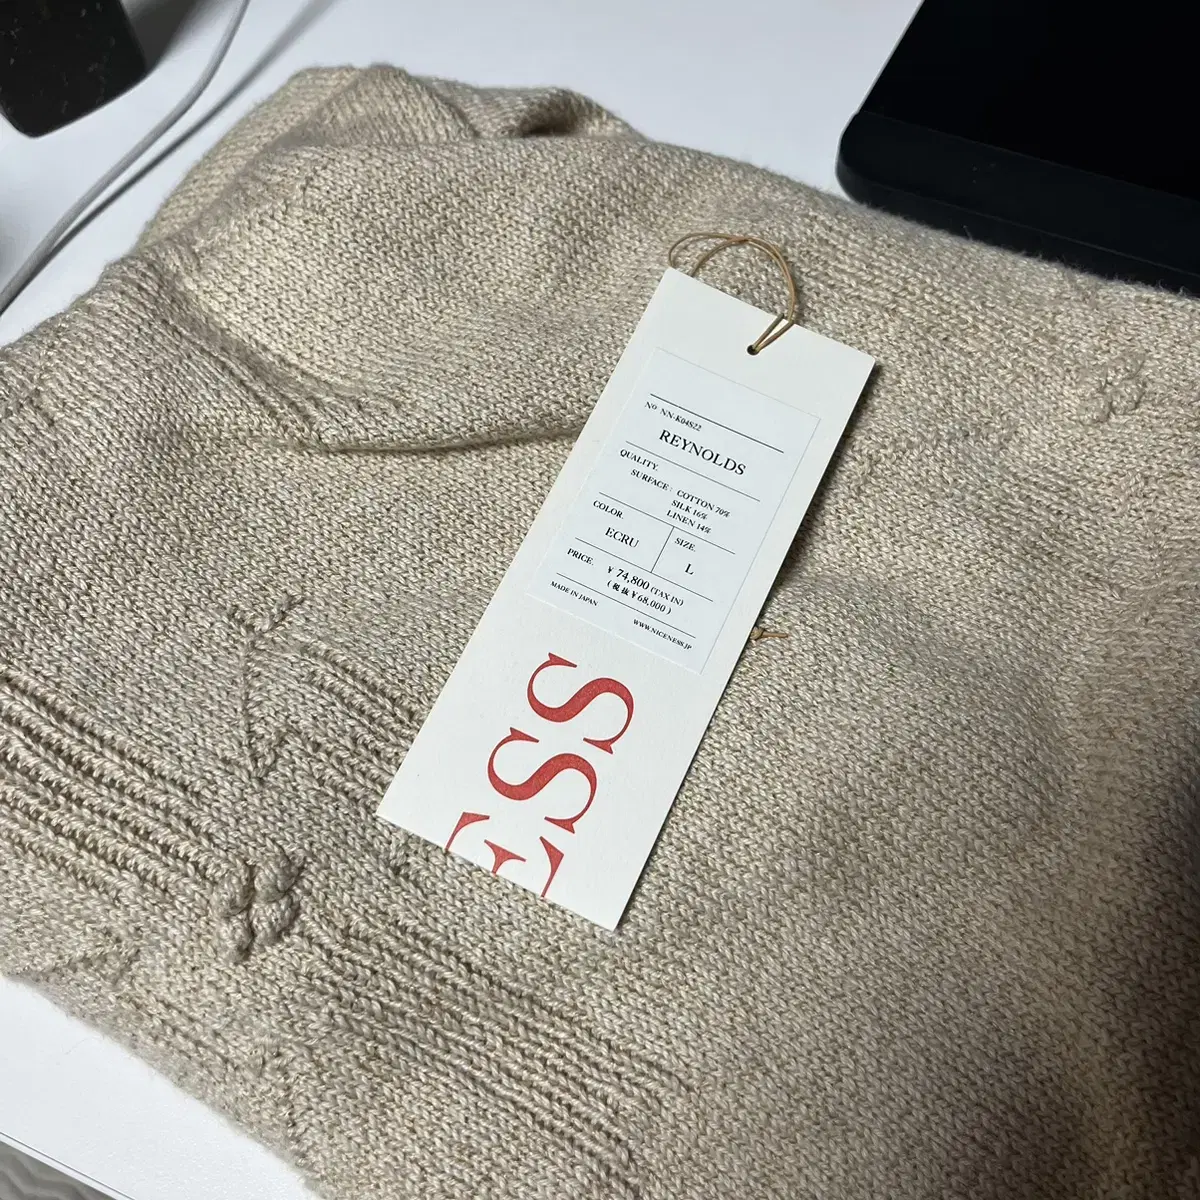 No NN-K04S22
REYNOLDS
QUALITY.
SURFACE : COTTON 70%
SILK 16%
LINEN 14%
COLOR
ECRU
SIZE.
L
PRICE. ¥ 74,800 (TAX IN)
(税抜¥68,000)
MADE IN JAPAN
WWW.NICENESS.JP
ESS